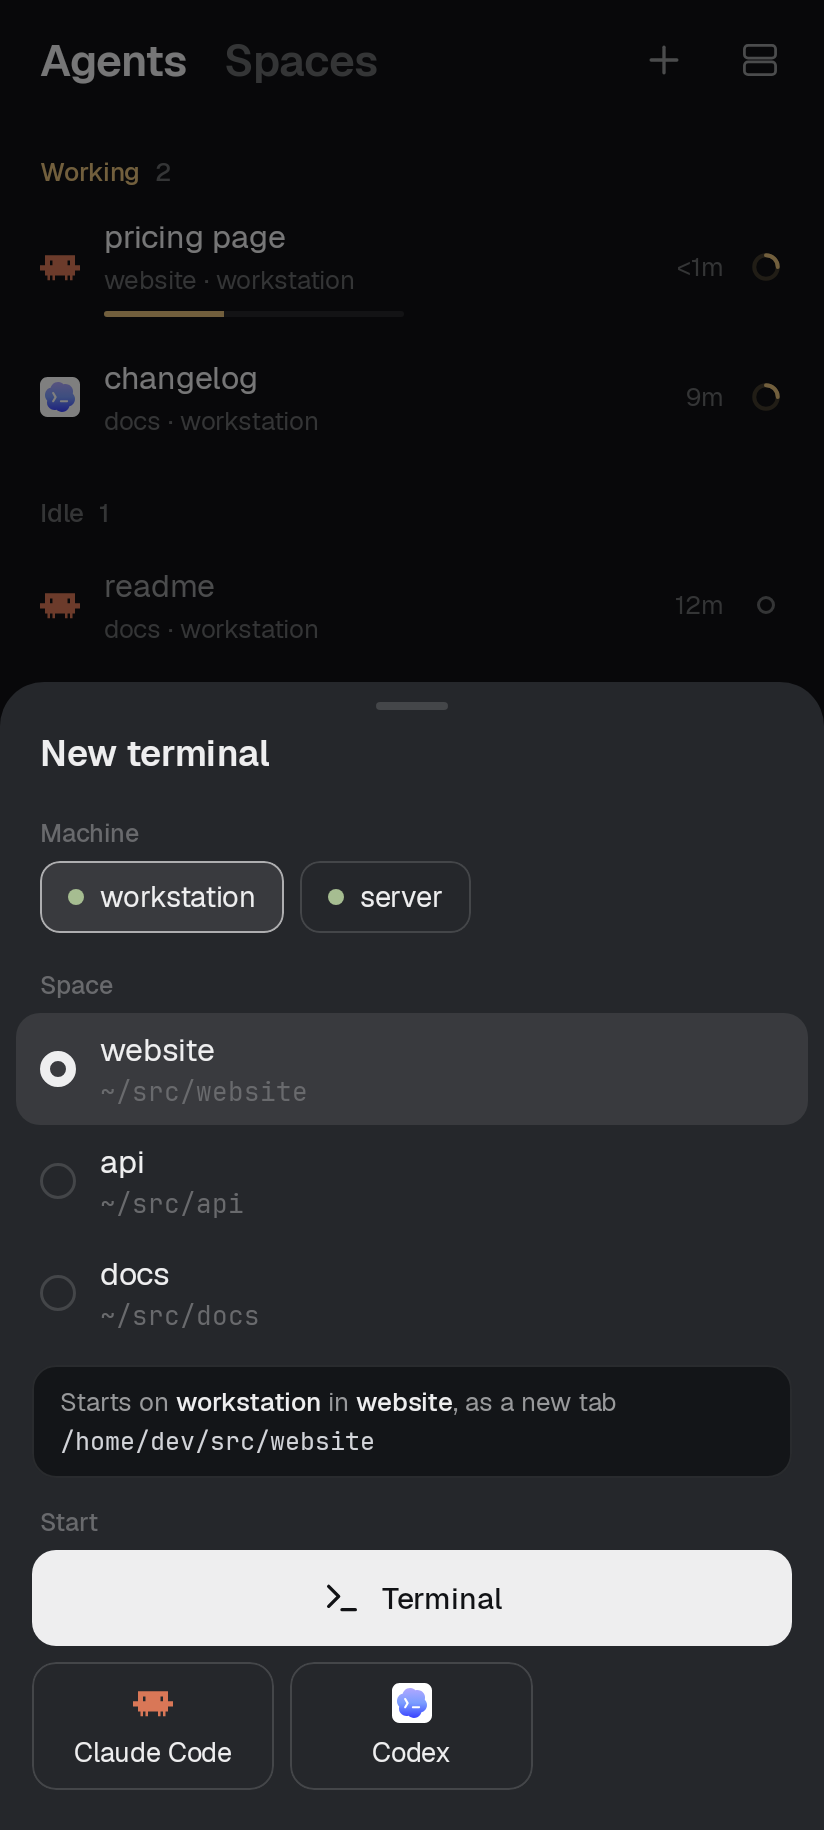 Agents Spaces
Working 2
pricing page
website · workstation
<1m
changelog
docs · workstation
9m
Idle 1
readme
docs · workstation
12m
New terminal
Machine
workstation
server
Space
website
~/src/website
api
~/src/api
docs
~/src/docs
Starts on workstation in website, as a new tab
/home/dev/src/website
Start
Terminal
Claude Code
Codex